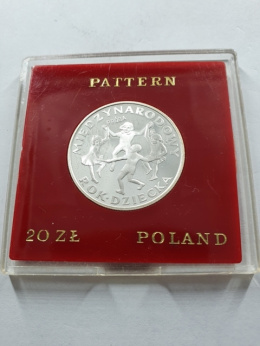 PATTERN
MIĘDZYNARODOWY
ROK·DZIECKA
20 ZŁ POLAND